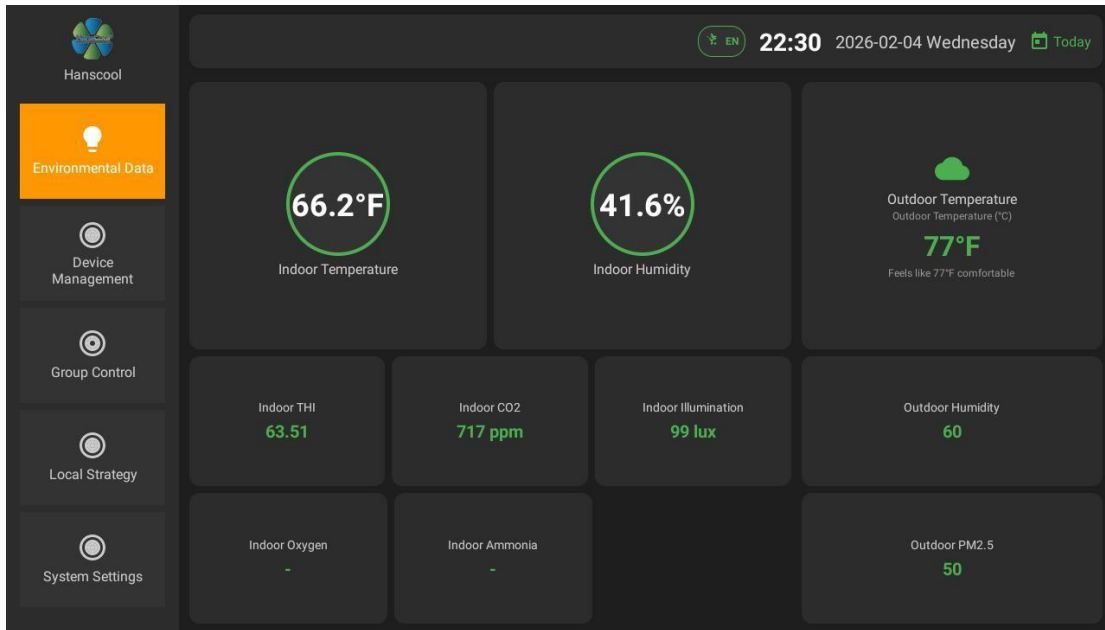 Hanscool
EN
22:30 2026-02-04 Wednesday Today
Environmental Data
Device
Management
Group Control
Local Strategy
System Settings
66.2°F
Indoor Temperature
41.6%
Indoor Humidity
Outdoor Temperature
Outdoor Temperature (°C)
77°F
Feels like 77°F comfortable
Indoor THI
63.51
Indoor CO2
717 ppm
Indoor Illumination
99 lux
Outdoor Humidity
60
Indoor Oxygen
-
Indoor Ammonia
-
Outdoor PM2.5
50